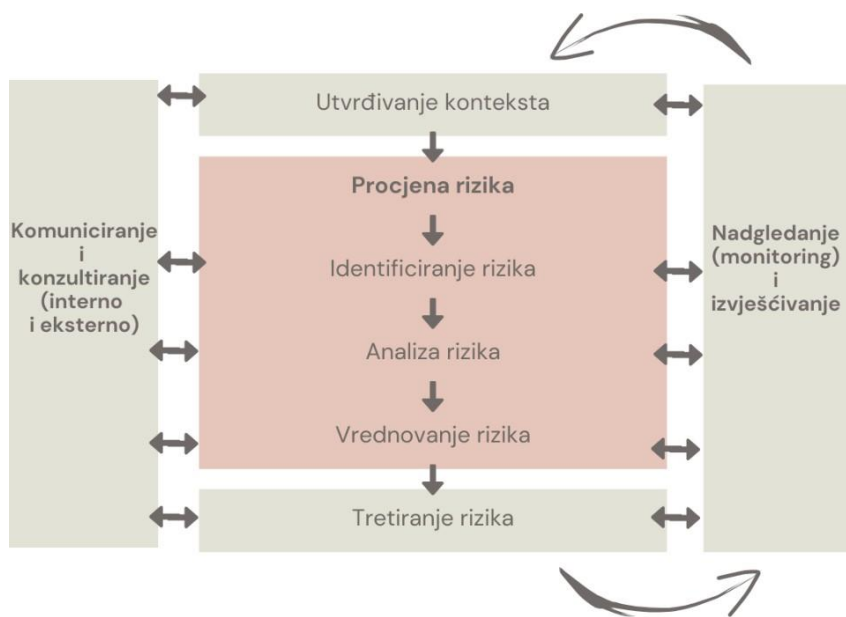 Utvrđivanje konteksta
Procjena rizika
Identificiranje rizika
Analiza rizika
Vrednovanje rizika
Tretiranje rizika
Komuniciranje
i
konzultiranje
(interno
i eksterno)
Nadgledanje
(monitoring)
i
izvješćivanje